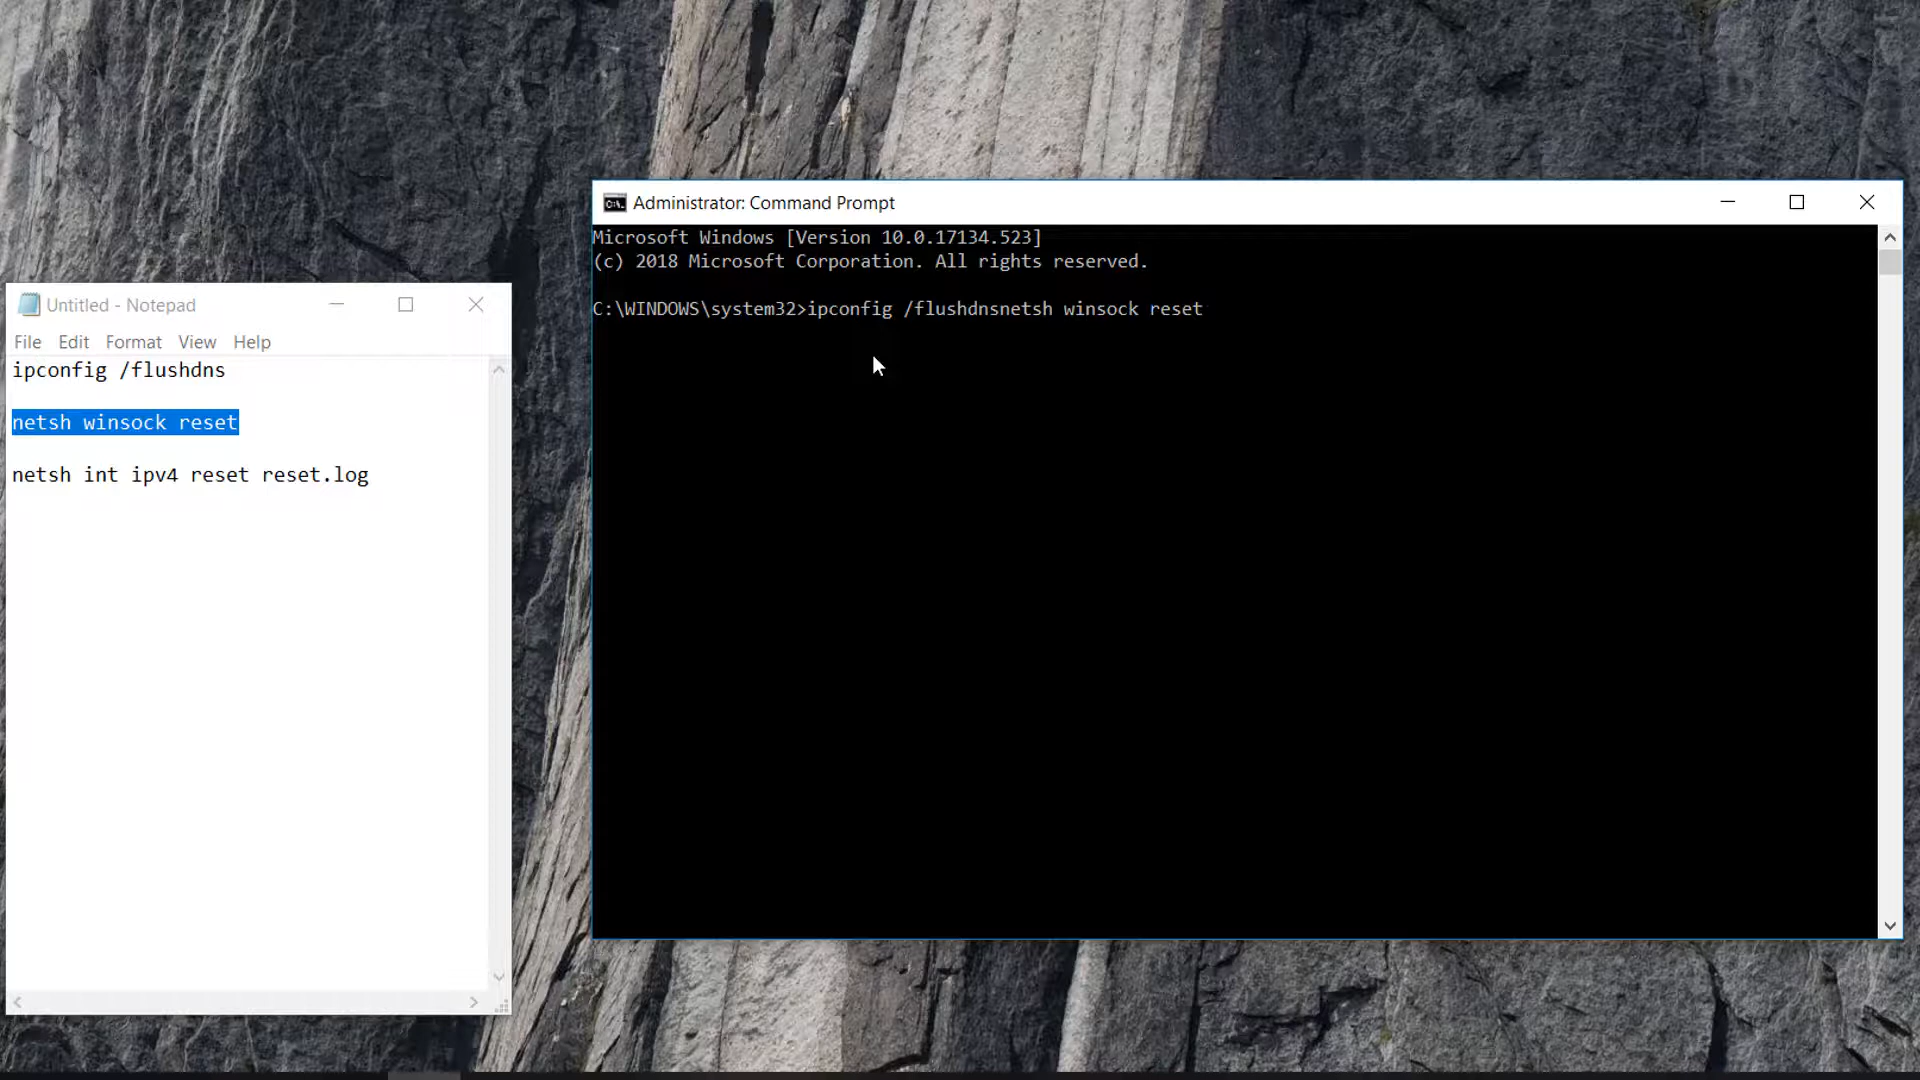 Administrator: Command Prompt
Microsoft Windows [Version 10.0.17134.523]
(c) 2018 Microsoft Corporation. All rights reserved.
C:\WINDOWS\system32>ipconfig /flushdnsnetsh winsock reset
Untitled - Notepad
File Edit Format View Help
ipconfig /flushdns
netsh winsock reset
netsh int ipv4 reset reset.log